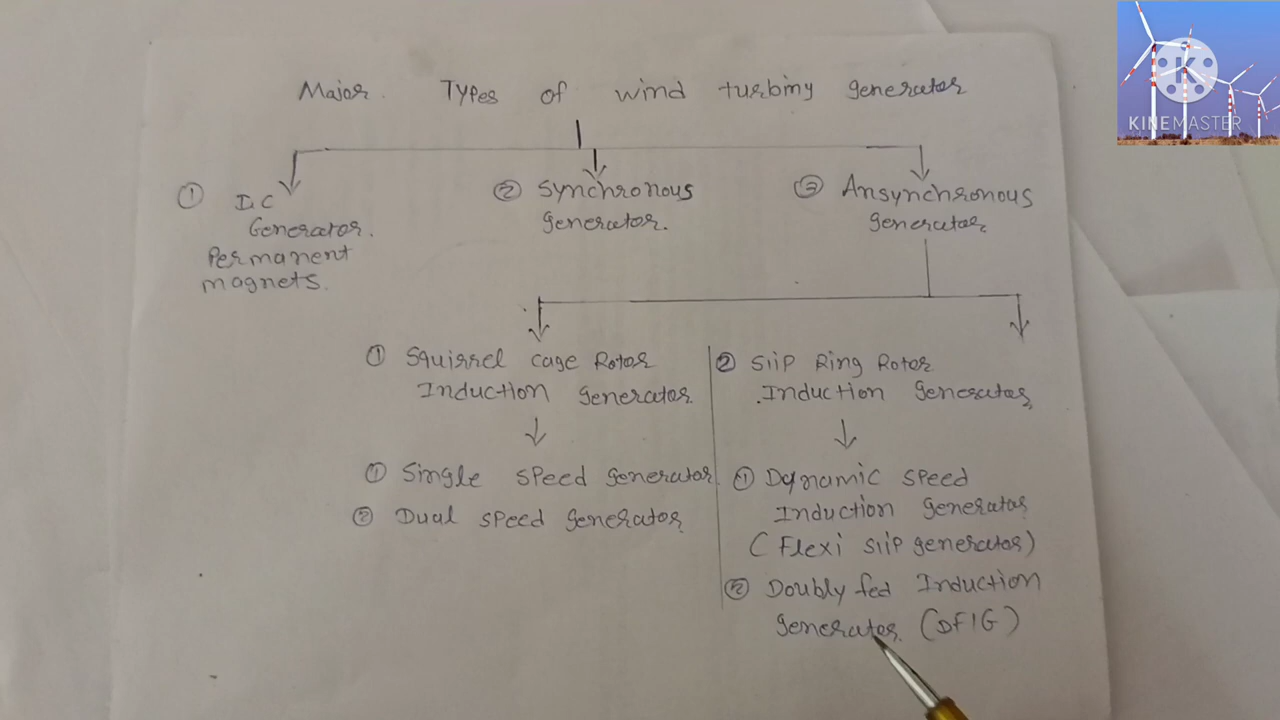 Major. Types of wind turbiny generator
① I.C
Generator.
Permanent
magnets.
② Synchronous
generator.
③ Ansynchronous
generator
① Squirrel cage Rotor
Induction generator
② Slip Ring Rotor
Induction generator
① Single speed generator
② Dual speed generator
① Dynamic speed
Induction generator
(Flexi slip generator)
② Doubly fed Induction
generator (DFIG)
K
KINEMASTER